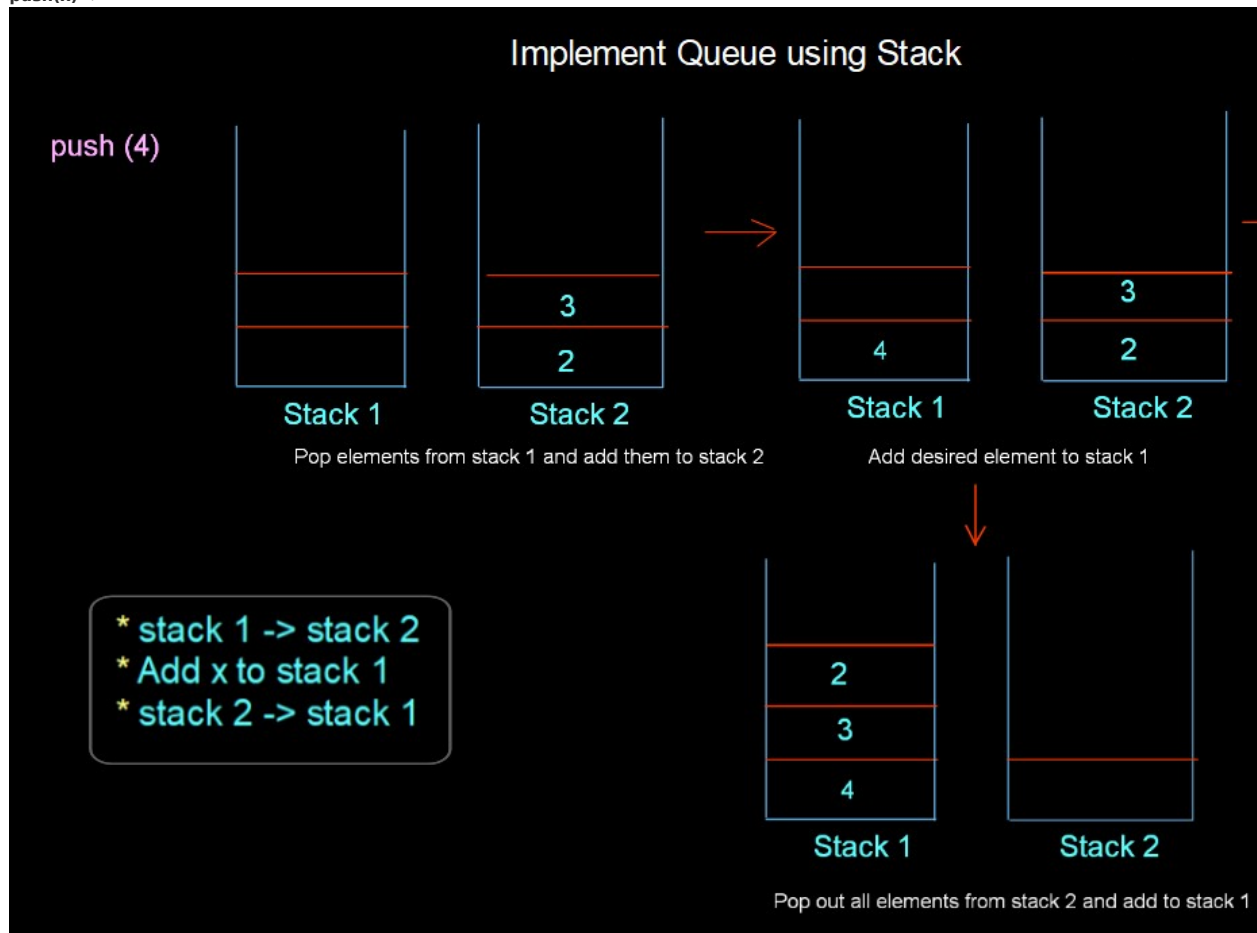 Implement Queue using Stack
push (4)
3
2
Stack 1
Stack 2
Pop elements from stack 1 and add them to stack 2
4
3
2
Stack 1
Stack 2
Add desired element to stack 1
* stack 1 -> stack 2
* Add x to stack 1
* stack 2 -> stack 1
2
3
4
Stack 1
Stack 2
Pop out all elements from stack 2 and add to stack 1